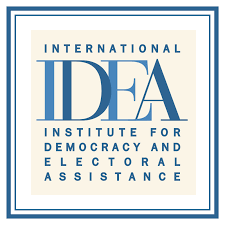 INTERNATIONAL
IDEA
INSTITUTE FOR
DEMOCRACY AND
ELECTORAL
ASSISTANCE